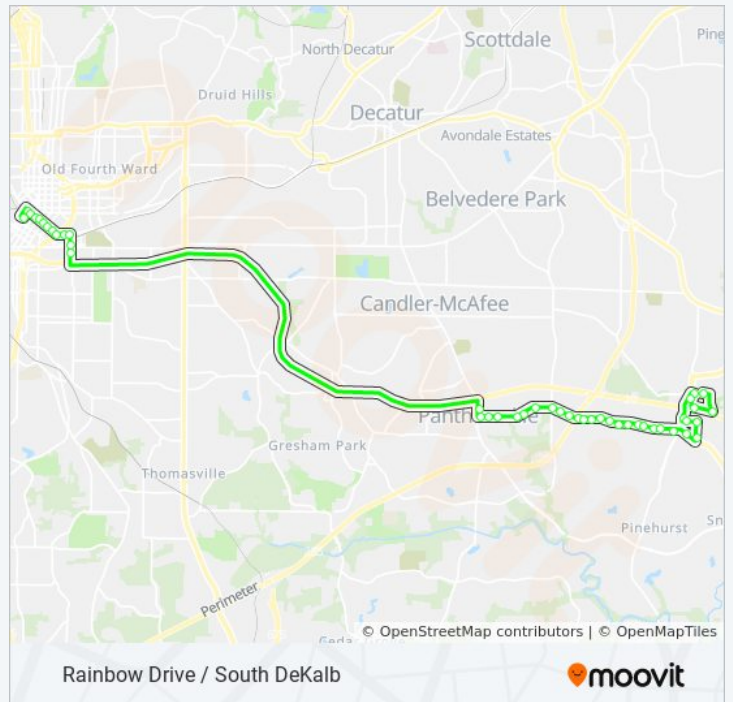 Scottdale
Pine
North Decatur
Druid Hills
Decatur
Avondale Estates
Old Fourth Ward
Belvedere Park
Candler-McAfee
Gresham Park
Thomasville
Pinehurst
Sn
Perimeter
© OpenStreetMap contributors | © OpenMapTiles
Rainbow Drive / South DeKalb
moovit